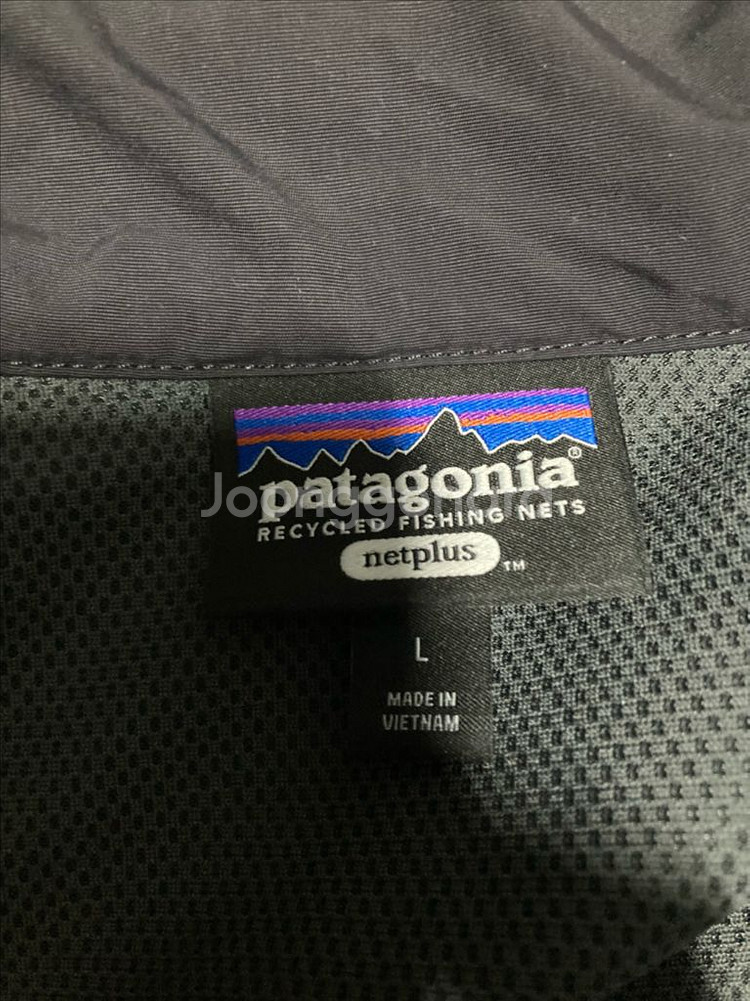 patagonia®
RECYCLED FISHING NETS
netplus™
L
MADE IN
VIETNAM